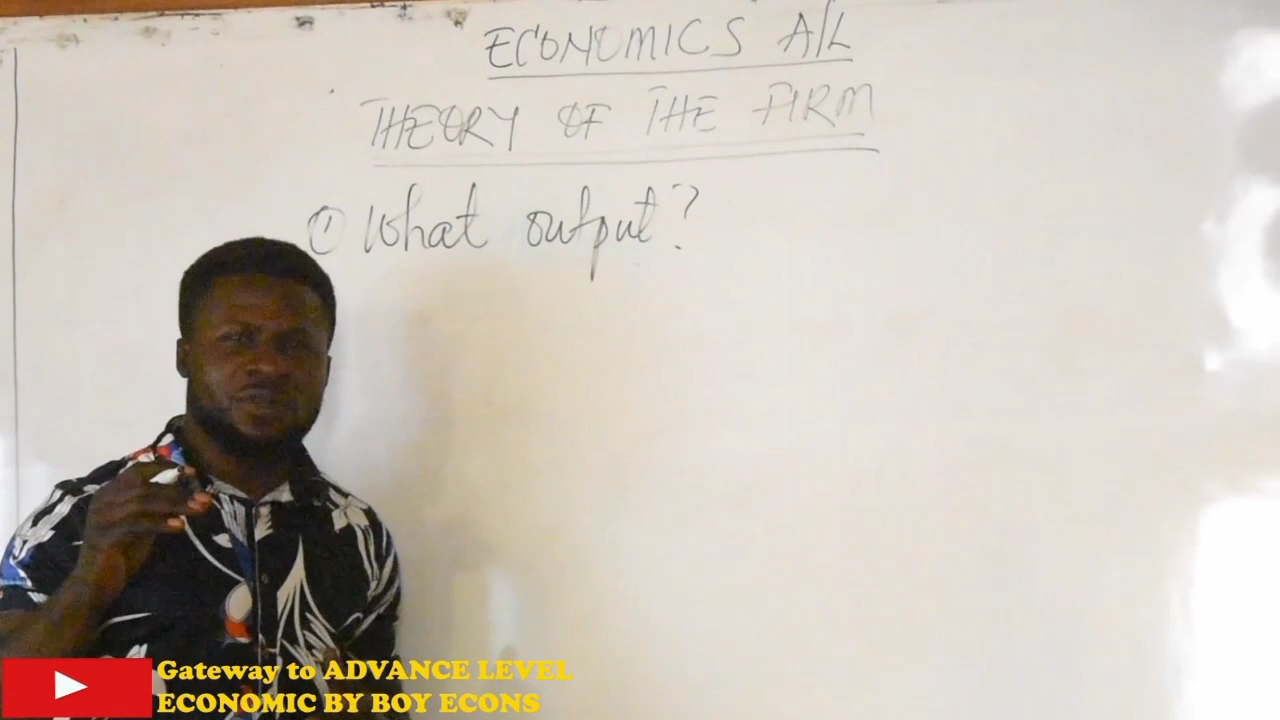 ECONOMICS A/L
THEORY OF THE FIRM
① What output?
Gateway to ADVANCE LEVEL
ECONOMIC BY BOY ECONS